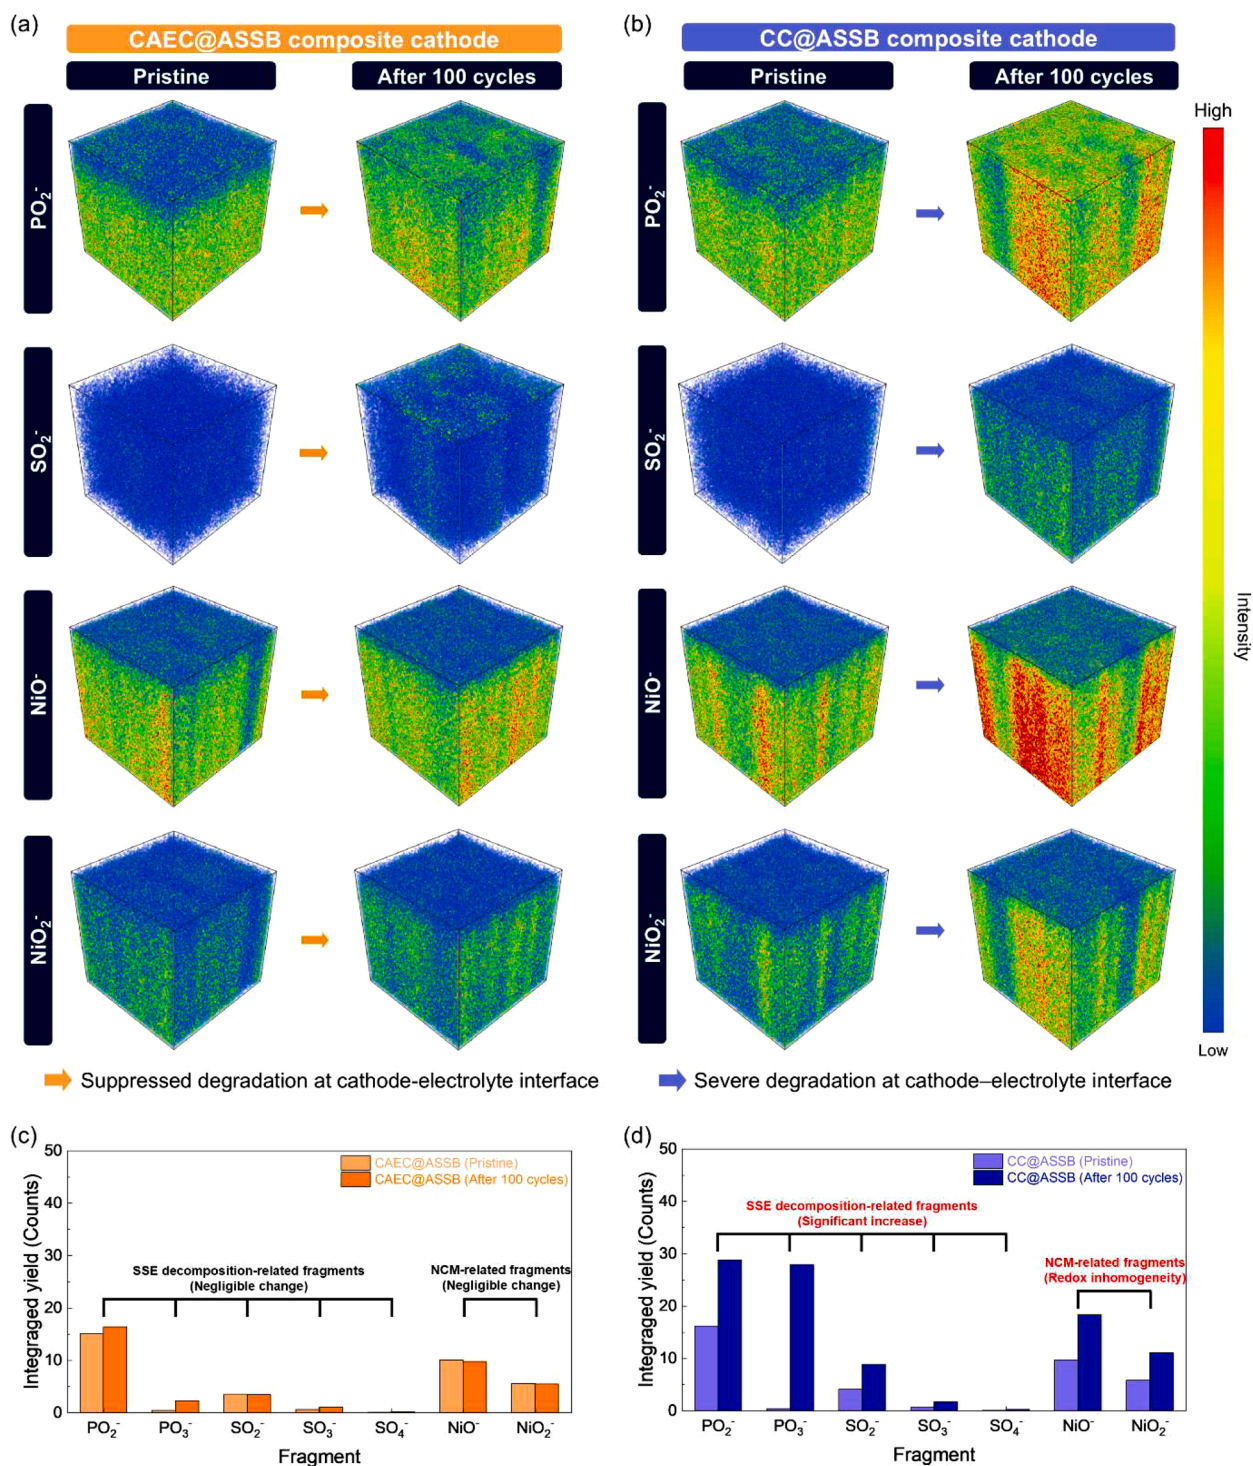 (a)
CAEC@ASSB composite cathode
Pristine
After 100 cycles
PO₂⁻
SO₂⁻
NiO⁻
NiO₂⁻
Suppressed degradation at cathode-electrolyte interface
(b)
CC@ASSB composite cathode
Pristine
After 100 cycles
PO₂⁻
SO₂⁻
NiO⁻
NiO₂⁻
High
Intensity
Low
Severe degradation at cathode–electrolyte interface
(c)
Integraged yield (Counts)
50
40
30
20
10
0
CAEC@ASSB (Pristine)
CAEC@ASSB (After 100 cycles)
SSE decomposition-related fragments
(Negligible change)
NCM-related fragments
(Negligible change)
PO₂⁻ PO₃⁻ SO₂⁻ SO₃⁻ SO₄⁻ NiO⁻ NiO₂⁻
Fragment
(d)
Integraged yield (Counts)
50
40
30
20
10
0
CC@ASSB (Pristine)
CC@ASSB (After 100 cycles)
SSE decomposition-related fragments
(Significant increase)
NCM-related fragments
(Redox inhomogeneity)
PO₂⁻ PO₃⁻ SO₂⁻ SO₃⁻ SO₄⁻ NiO⁻ NiO₂⁻
Fragment